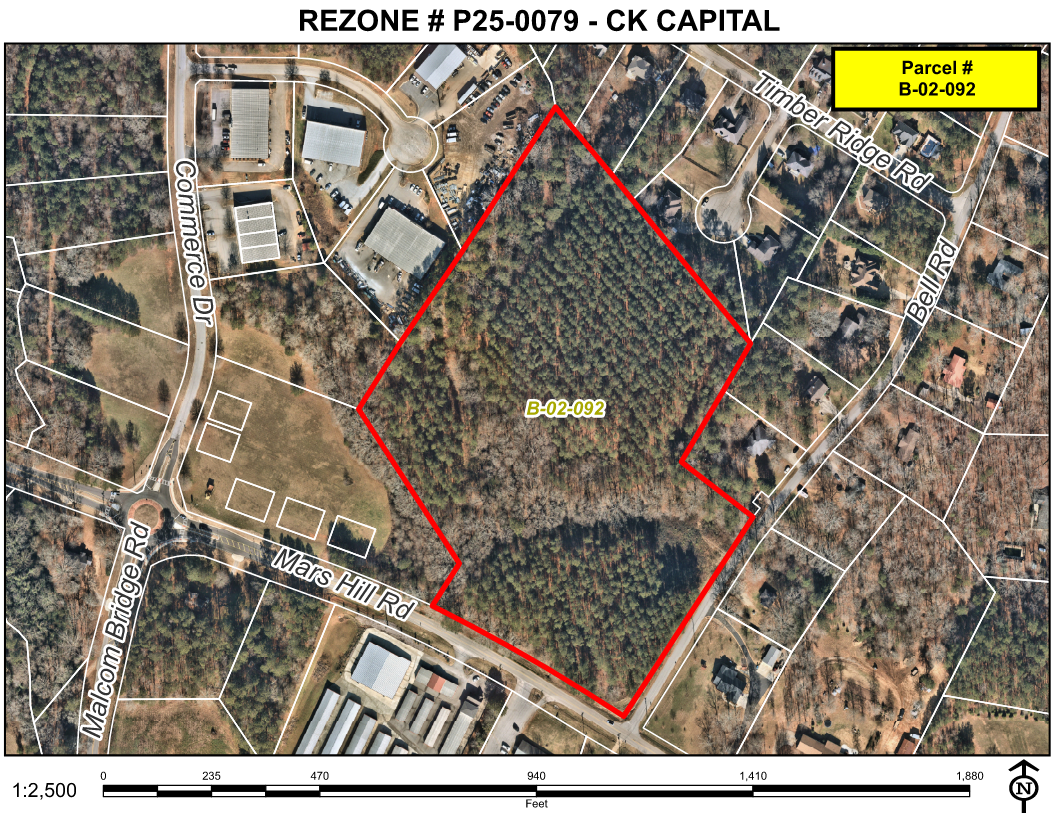 REZONE # P25-0079 - CK CAPITAL
Parcel #
B-02-092
Timber Ridge Rd
Commerce Dr
Bell Rd
B-02-092
Mars Hill Rd
Malcom Bridge Rd
1:2,500
0 235 470 940 1,410 1,880
Feet
N